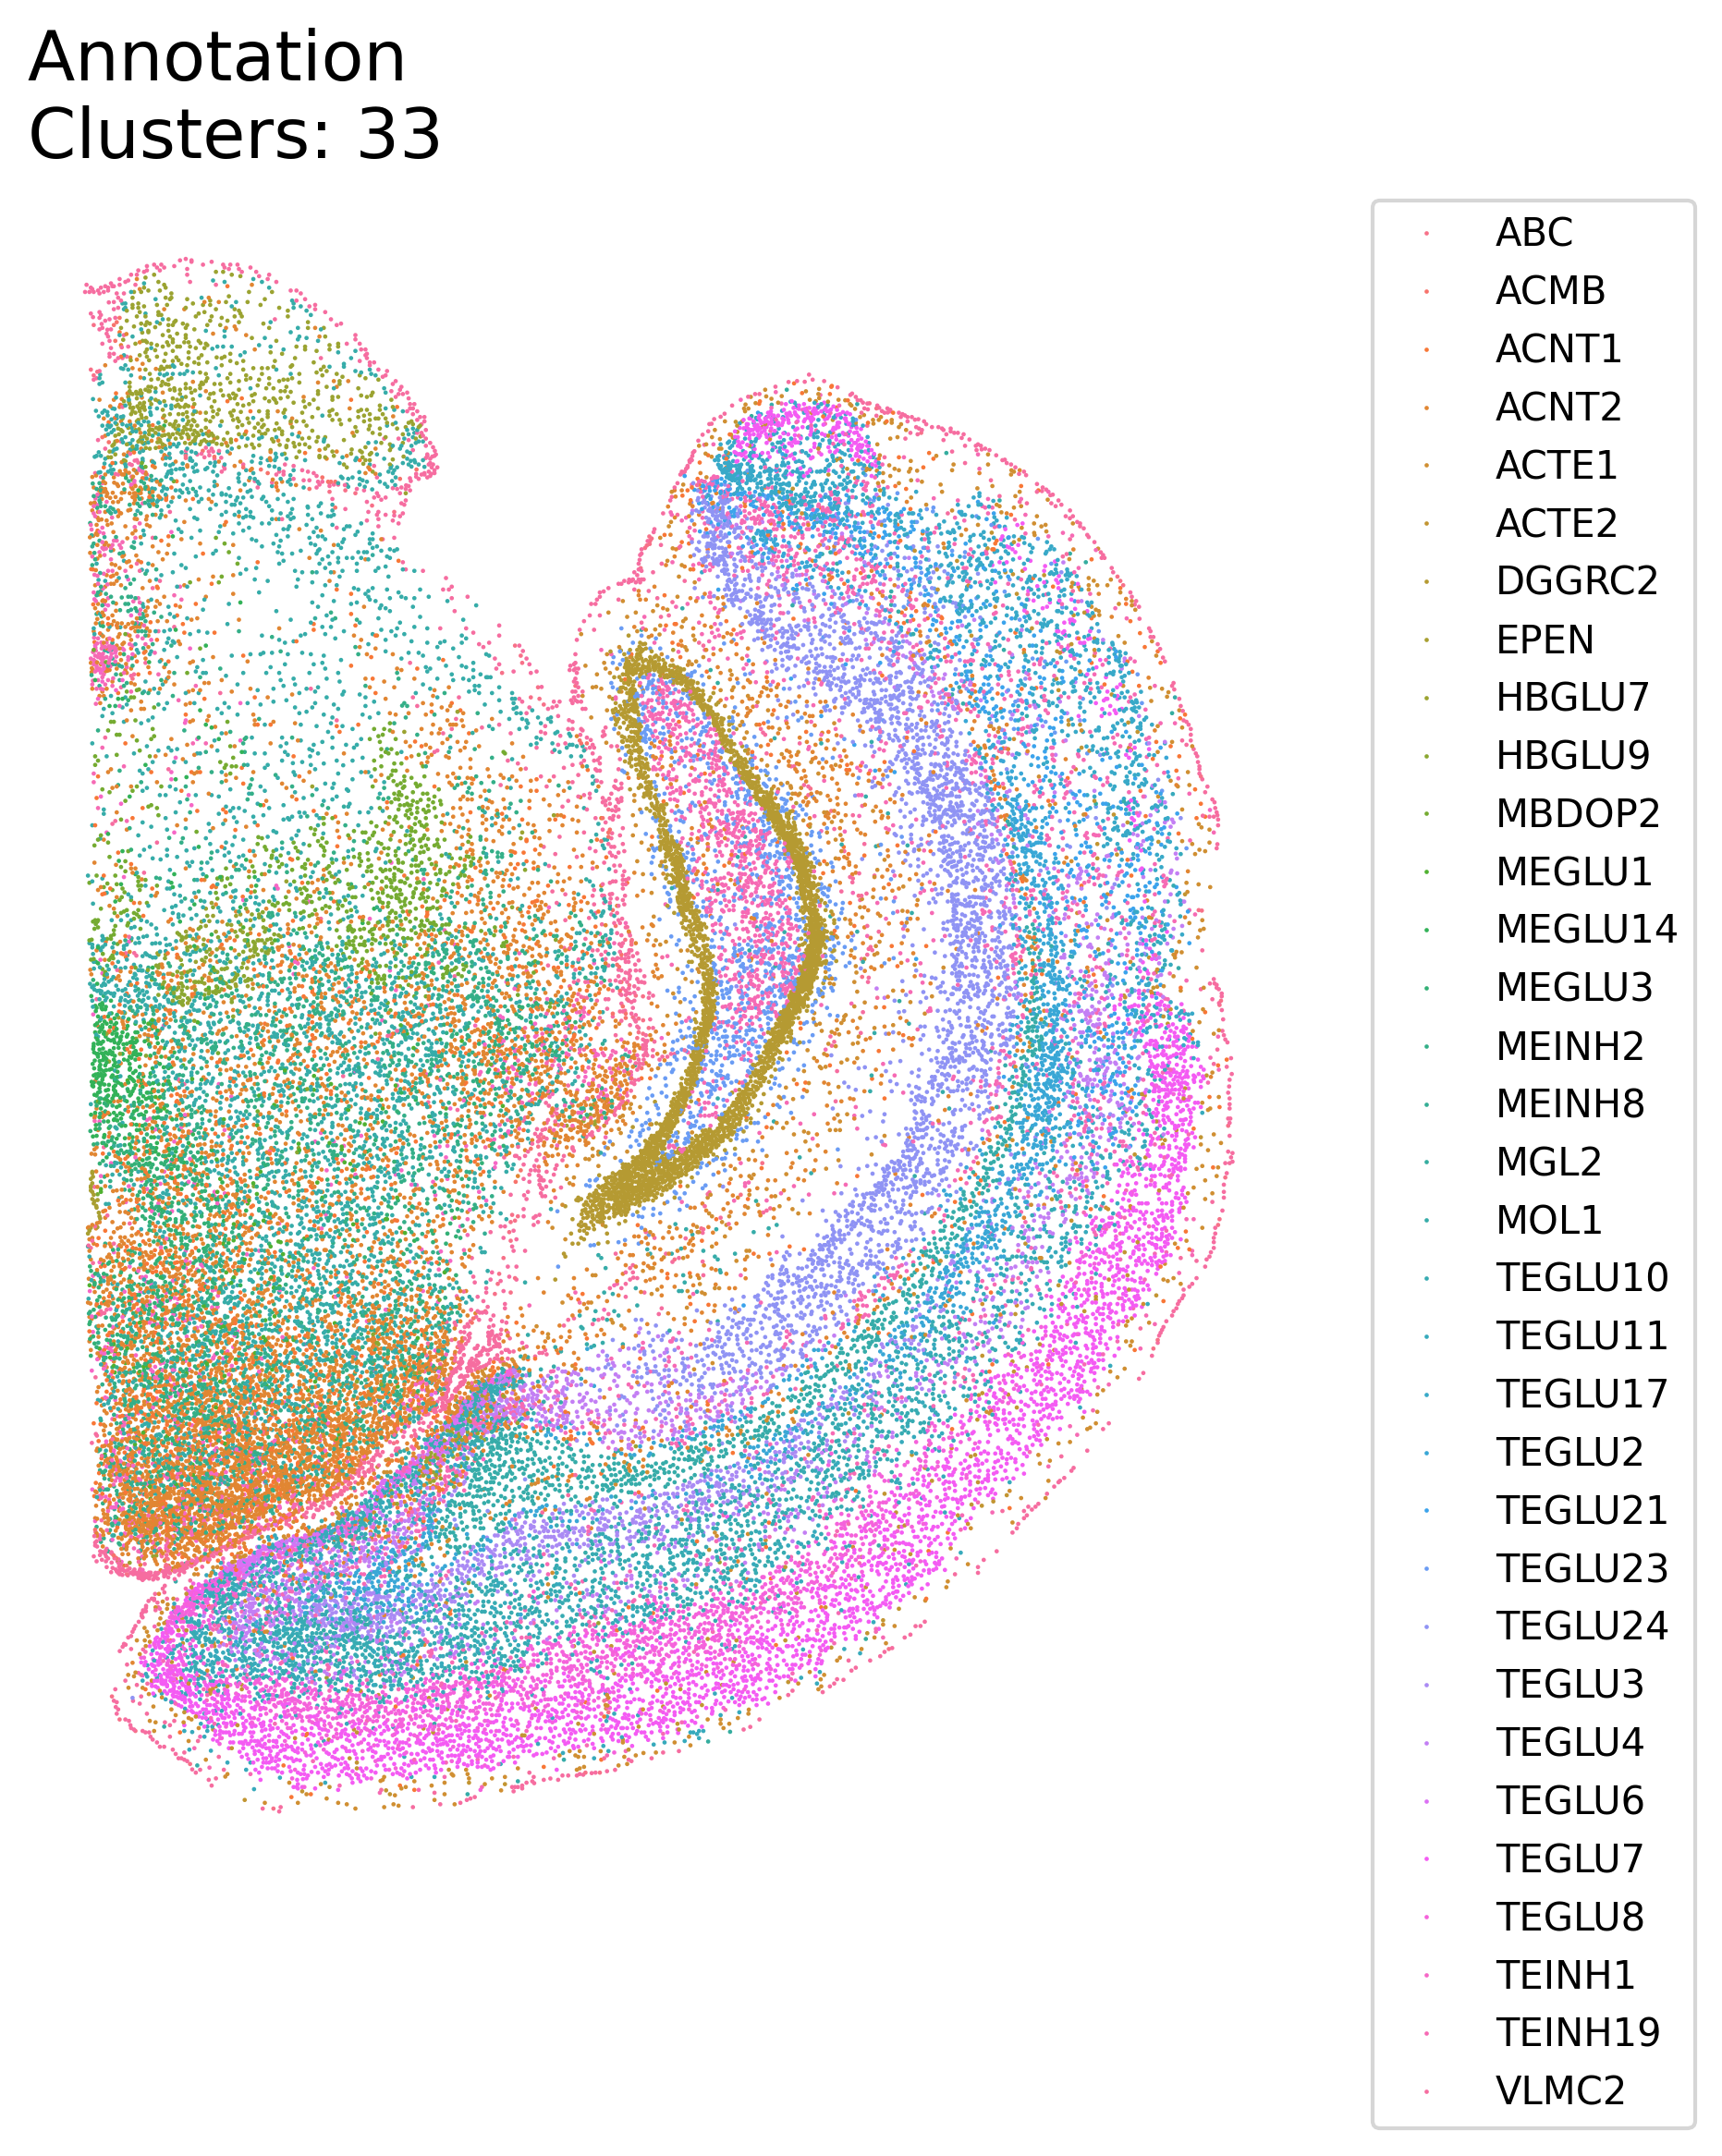 Annotation
Clusters: 33
ABC
ACMB
ACNT1
ACNT2
ACTE1
ACTE2
DGGRC2
EPEN
HBGLU7
HBGLU9
MBDOP2
MEGLU1
MEGLU14
MEGLU3
MEINH2
MEINH8
MGL2
MOL1
TEGLU10
TEGLU11
TEGLU17
TEGLU2
TEGLU21
TEGLU23
TEGLU24
TEGLU3
TEGLU4
TEGLU6
TEGLU7
TEGLU8
TEINH1
TEINH19
VLMC2